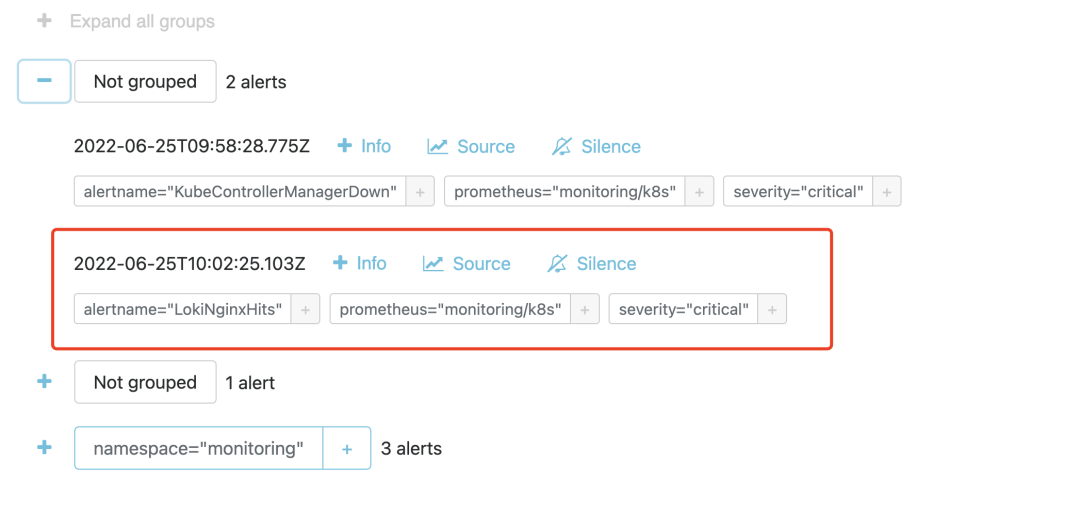 + Expand all groups
− Not grouped 2 alerts
2022-06-25T09:58:28.775Z + Info Source Silence
alertname="KubeControllerManagerDown" + prometheus="monitoring/k8s" + severity="critical" +
2022-06-25T10:02:25.103Z + Info Source Silence
alertname="LokiNginxHits" + prometheus="monitoring/k8s" + severity="critical" +
+ Not grouped 1 alert
+ namespace="monitoring" + 3 alerts